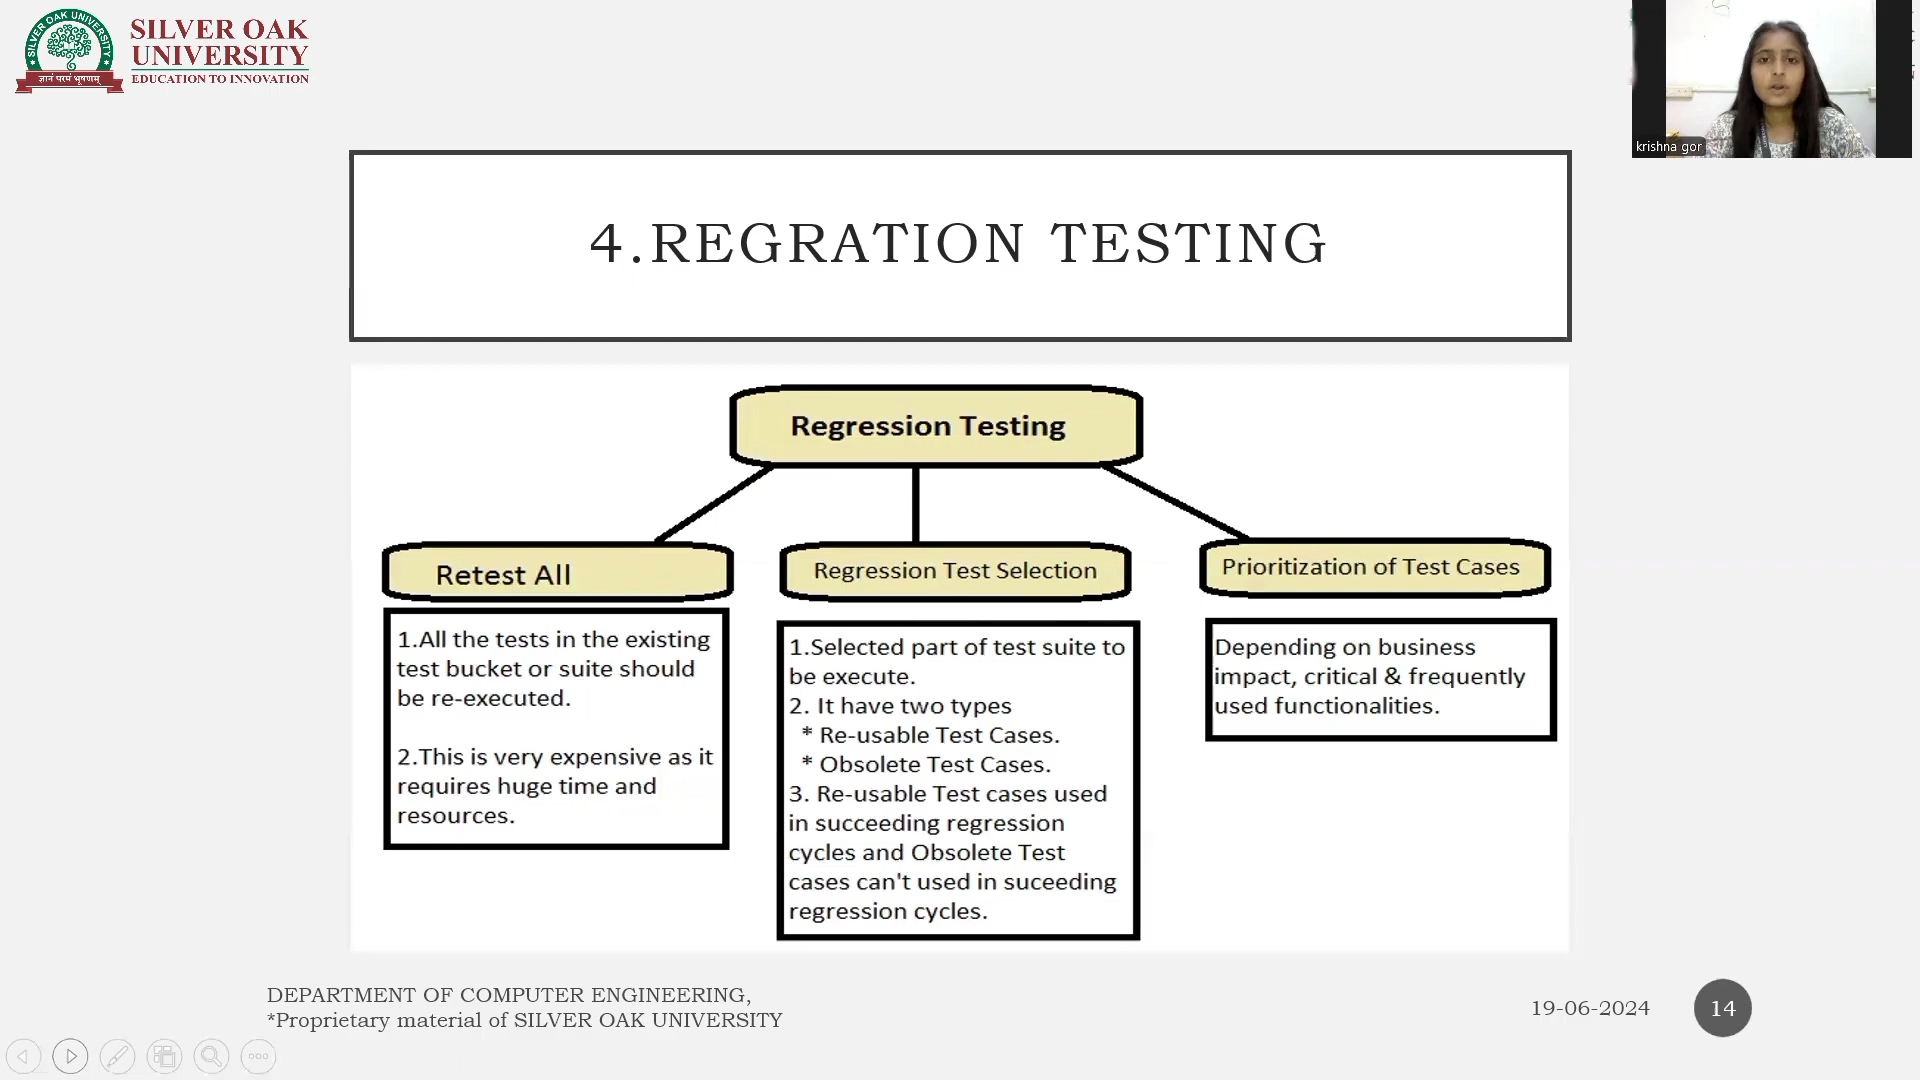 SILVER OAK UNIVERSITY
ज्ञानं परमं भूषणम्
SILVER OAK
UNIVERSITY
EDUCATION TO INNOVATION
krishna gor
4.REGRATION TESTING
Regression Testing
Retest All
Regression Test Selection
Prioritization of Test Cases
1.All the tests in the existing
test bucket or suite should
be re-executed.
2.This is very expensive as it
requires huge time and
resources.
1.Selected part of test suite to
be execute.
2. It have two types
* Re-usable Test Cases.
* Obsolete Test Cases.
3. Re-usable Test cases used
in succeeding regression
cycles and Obsolete Test
cases can't used in suceeding
regression cycles.
Depending on business
impact, critical & frequently
used functionalities.
DEPARTMENT OF COMPUTER ENGINEERING,
*Proprietary material of SILVER OAK UNIVERSITY
19-06-2024
14